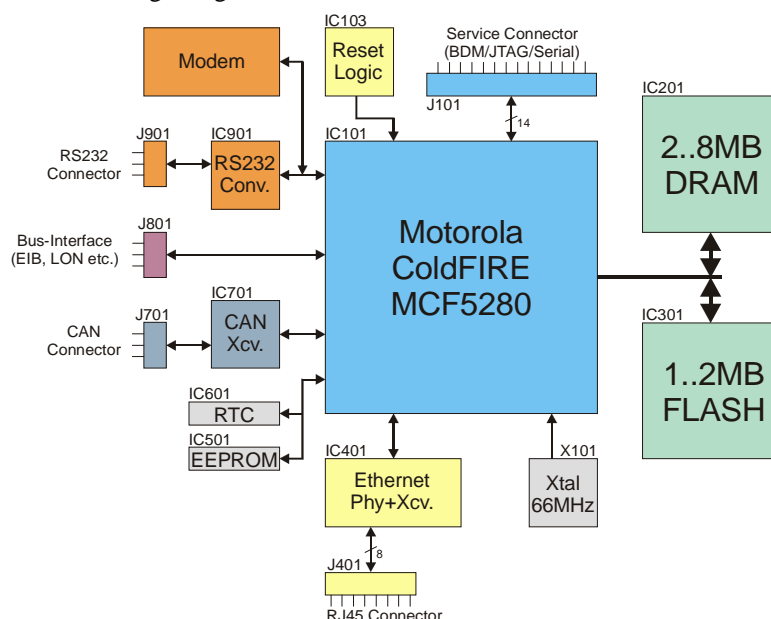 IC103
Reset
Logic
Service Connector
(BDM/JTAG/Serial)
J101
14
Modem
IC201
2..8MB
DRAM
J901
RS232
Connector
IC901
RS232
Conv.
IC101
Motorola
ColdFIRE
MCF5280
J801
Bus-Interface
(EIB, LON etc.)
J701
CAN
Connector
IC701
CAN
Xcv.
IC301
1..2MB
FLASH
IC601
RTC
IC501
EEPROM
IC401
Ethernet
Phy+Xcv.
X101
Xtal
66MHz
8
J401
RJ45 Connector